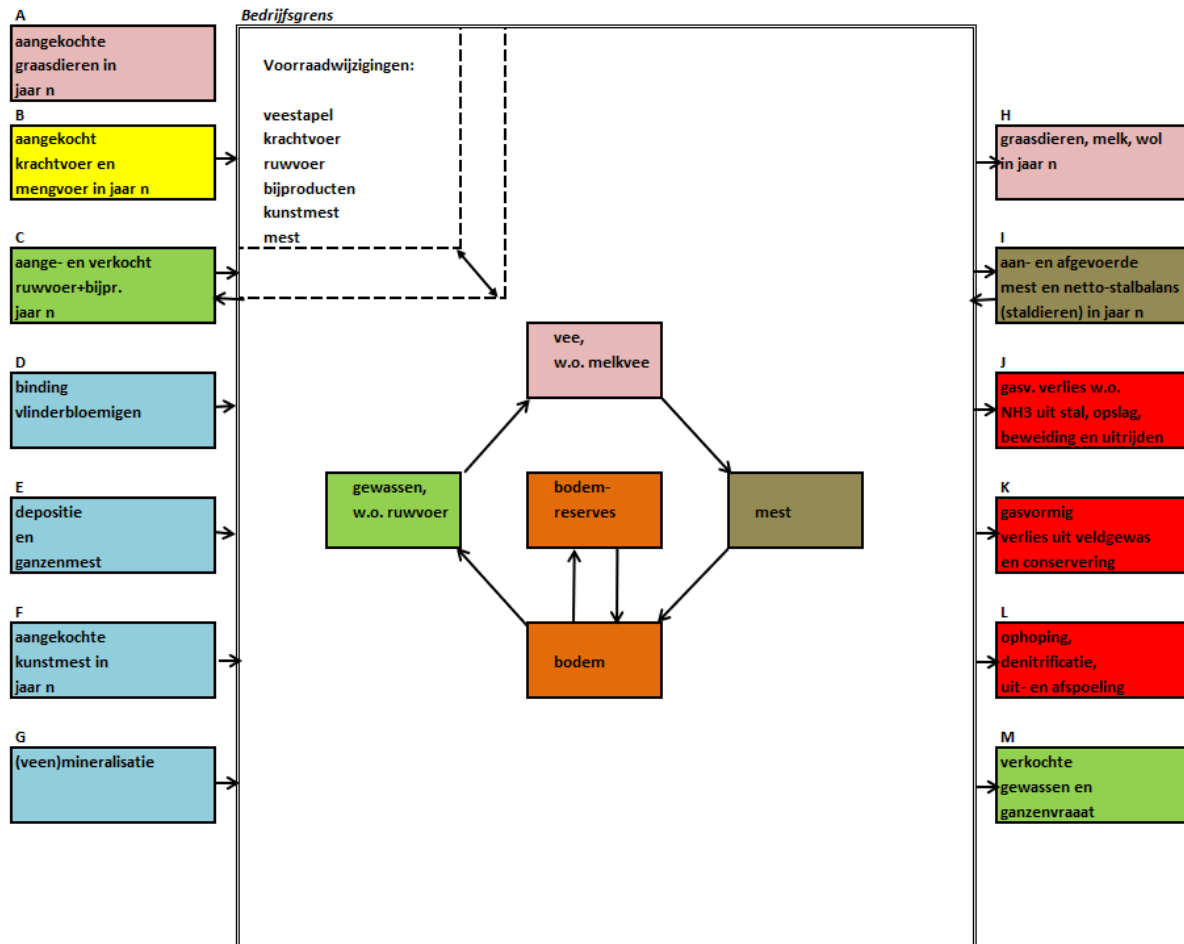 Bedrijfsgrens
A
aangekochte
graasdieren in
jaar n
B
aangekocht
krachtvoer en
mengvoer in jaar n
C
aange- en verkocht
ruwvoer+bijpr.
jaar n
D
binding
vlinderbloemigen
E
depositie
en
ganzenmest
F
aangekochte
kunstmest in
jaar n
G
(veen)mineralisatie
Voorraadwijzigingen:
veestapel
krachtvoer
ruwvoer
bijproducten
kunstmest
mest
vee,
w.o. melkvee
gewassen,
w.o. ruwvoer
bodem-
reserves
mest
bodem
H
graasdieren, melk, wol
in jaar n
I
aan- en afgevoerde
mest en netto-stalbalans
(staldieren) in jaar n
J
gasv. verlies w.o.
NH3 uit stal, opslag,
beweiding en uitrijden
K
gasvormig
verlies uit veldgewas
en conservering
L
ophoping,
denitrificatie,
uit- en afspoeling
M
verkochte
gewassen en
ganzenvraaat